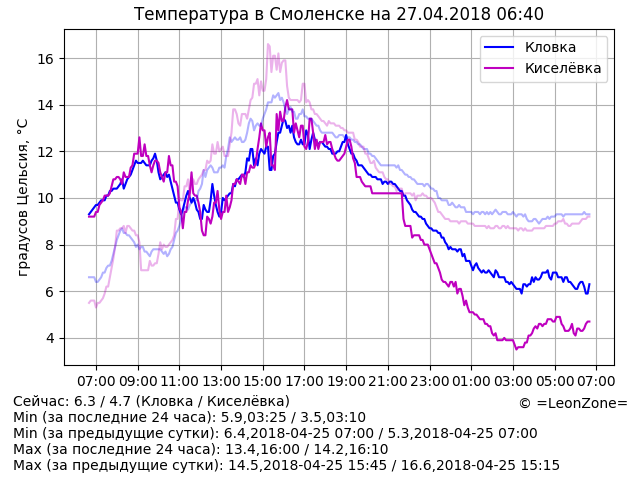 Температура в Смоленске на 27.04.2018 06:40
Кловка
Киселёвка
градусов Цельсия, °C
16
14
12
10
8
6
4
07:00 09:00 11:00 13:00 15:00 17:00 19:00 21:00 23:00 01:00 03:00 05:00 07:00
Сейчас: 6.3 / 4.7 (Кловка / Киселёвка)
© =LeonZone=
Min (за последние 24 часа): 5.9,03:25 / 3.5,03:10
Min (за предыдущие сутки): 6.4,2018-04-25 07:00 / 5.3,2018-04-25 07:00
Max (за последние 24 часа): 13.4,16:00 / 14.2,16:10
Max (за предыдущие сутки): 14.5,2018-04-25 15:45 / 16.6,2018-04-25 15:15